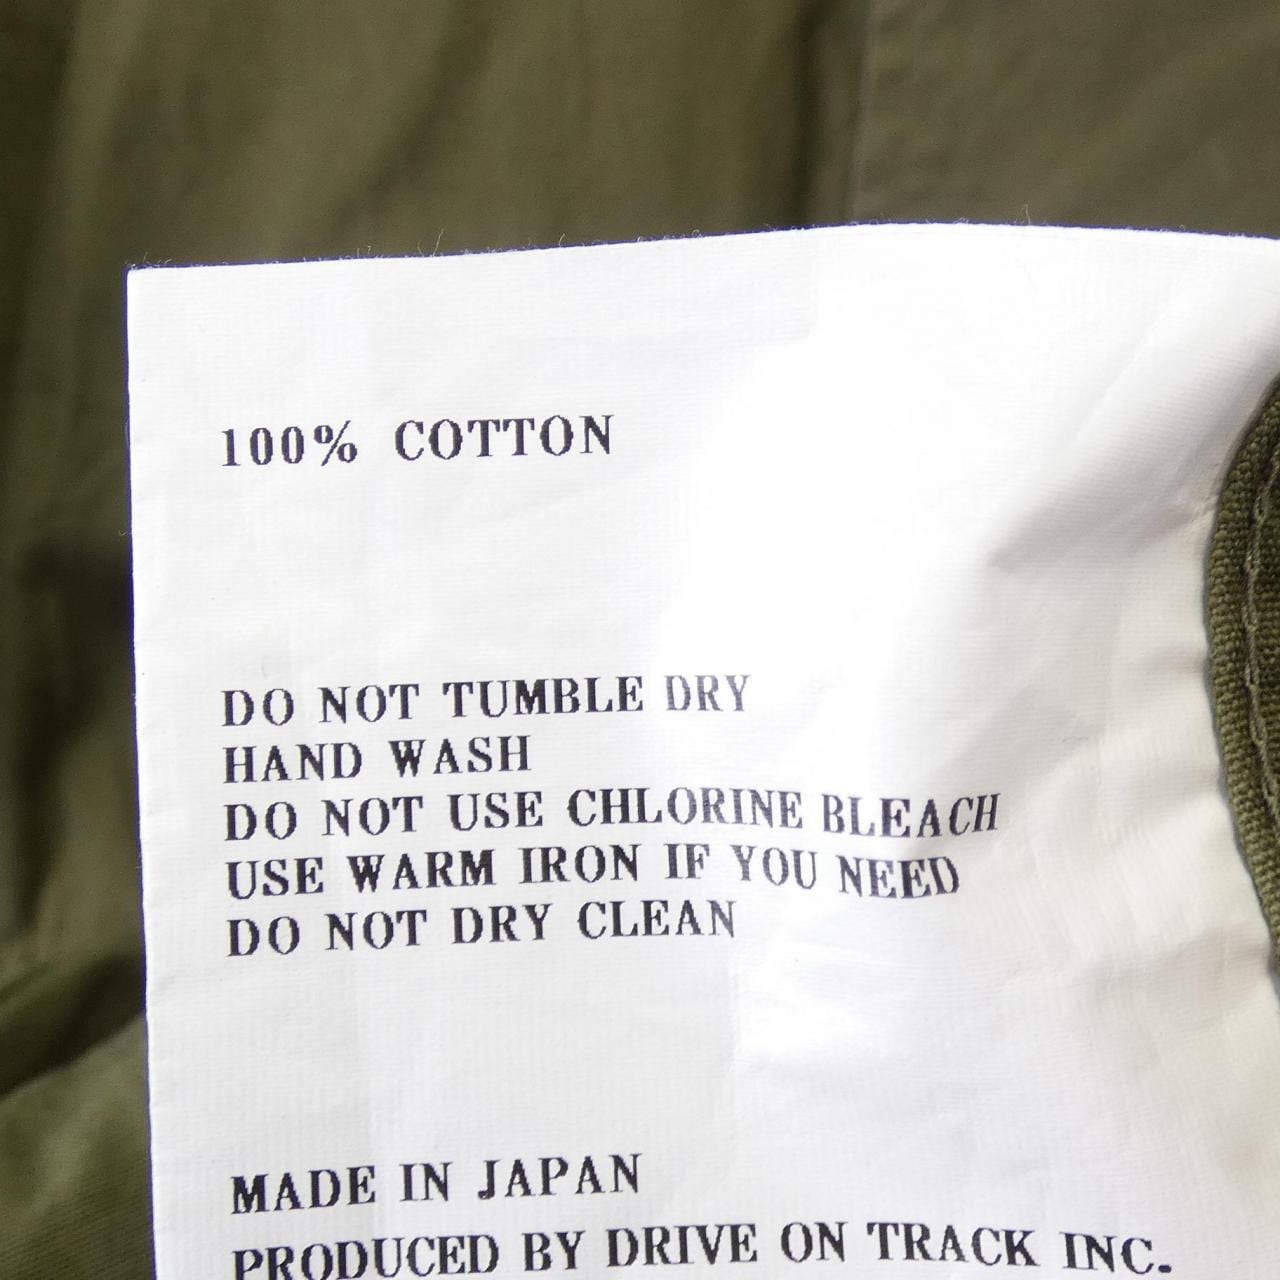 100% COTTON
DO NOT TUMBLE DRY
HAND WASH
DO NOT USE CHLORINE BLEACH
USE WARM IRON IF YOU NEED
DO NOT DRY CLEAN
MADE IN JAPAN
PRODUCED BY DRIVE ON TRACK INC.